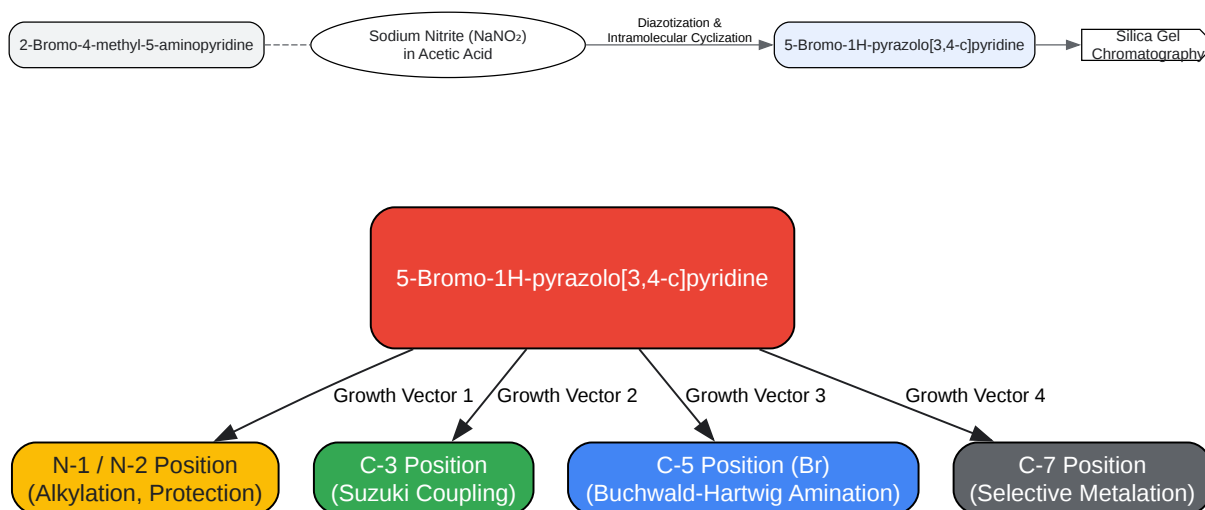 2-Bromo-4-methyl-5-aminopyridine
Sodium Nitrite (NaNO₂)
in Acetic Acid
Diazotization &
Intramolecular Cyclization
5-Bromo-1H-pyrazolo[3,4-c]pyridine
Silica Gel
Chromatography
5-Bromo-1H-pyrazolo[3,4-c]pyridine
Growth Vector 1
Growth Vector 2
Growth Vector 3
Growth Vector 4
N-1 / N-2 Position
(Alkylation, Protection)
C-3 Position
(Suzuki Coupling)
C-5 Position (Br)
(Buchwald-Hartwig Amination)
C-7 Position
(Selective Metalation)